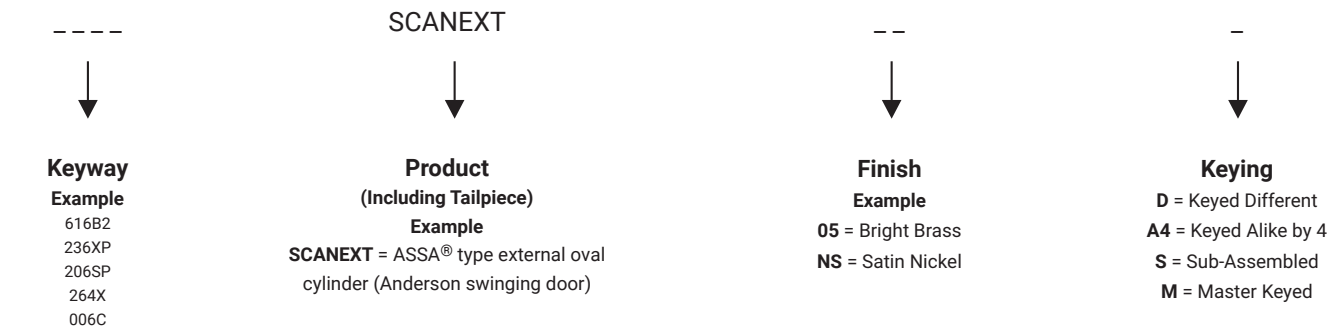 _ _ _ _
SCANEXT
_ _
_
Keyway
Example
616B2
236XP
206SP
264X
006C
Product
(Including Tailpiece)
Example
SCANEXT = ASSA® type external oval
cylinder (Anderson swinging door)
Finish
Example
05 = Bright Brass
NS = Satin Nickel
Keying
D = Keyed Different
A4 = Keyed Alike by 4
S = Sub-Assembled
M = Master Keyed